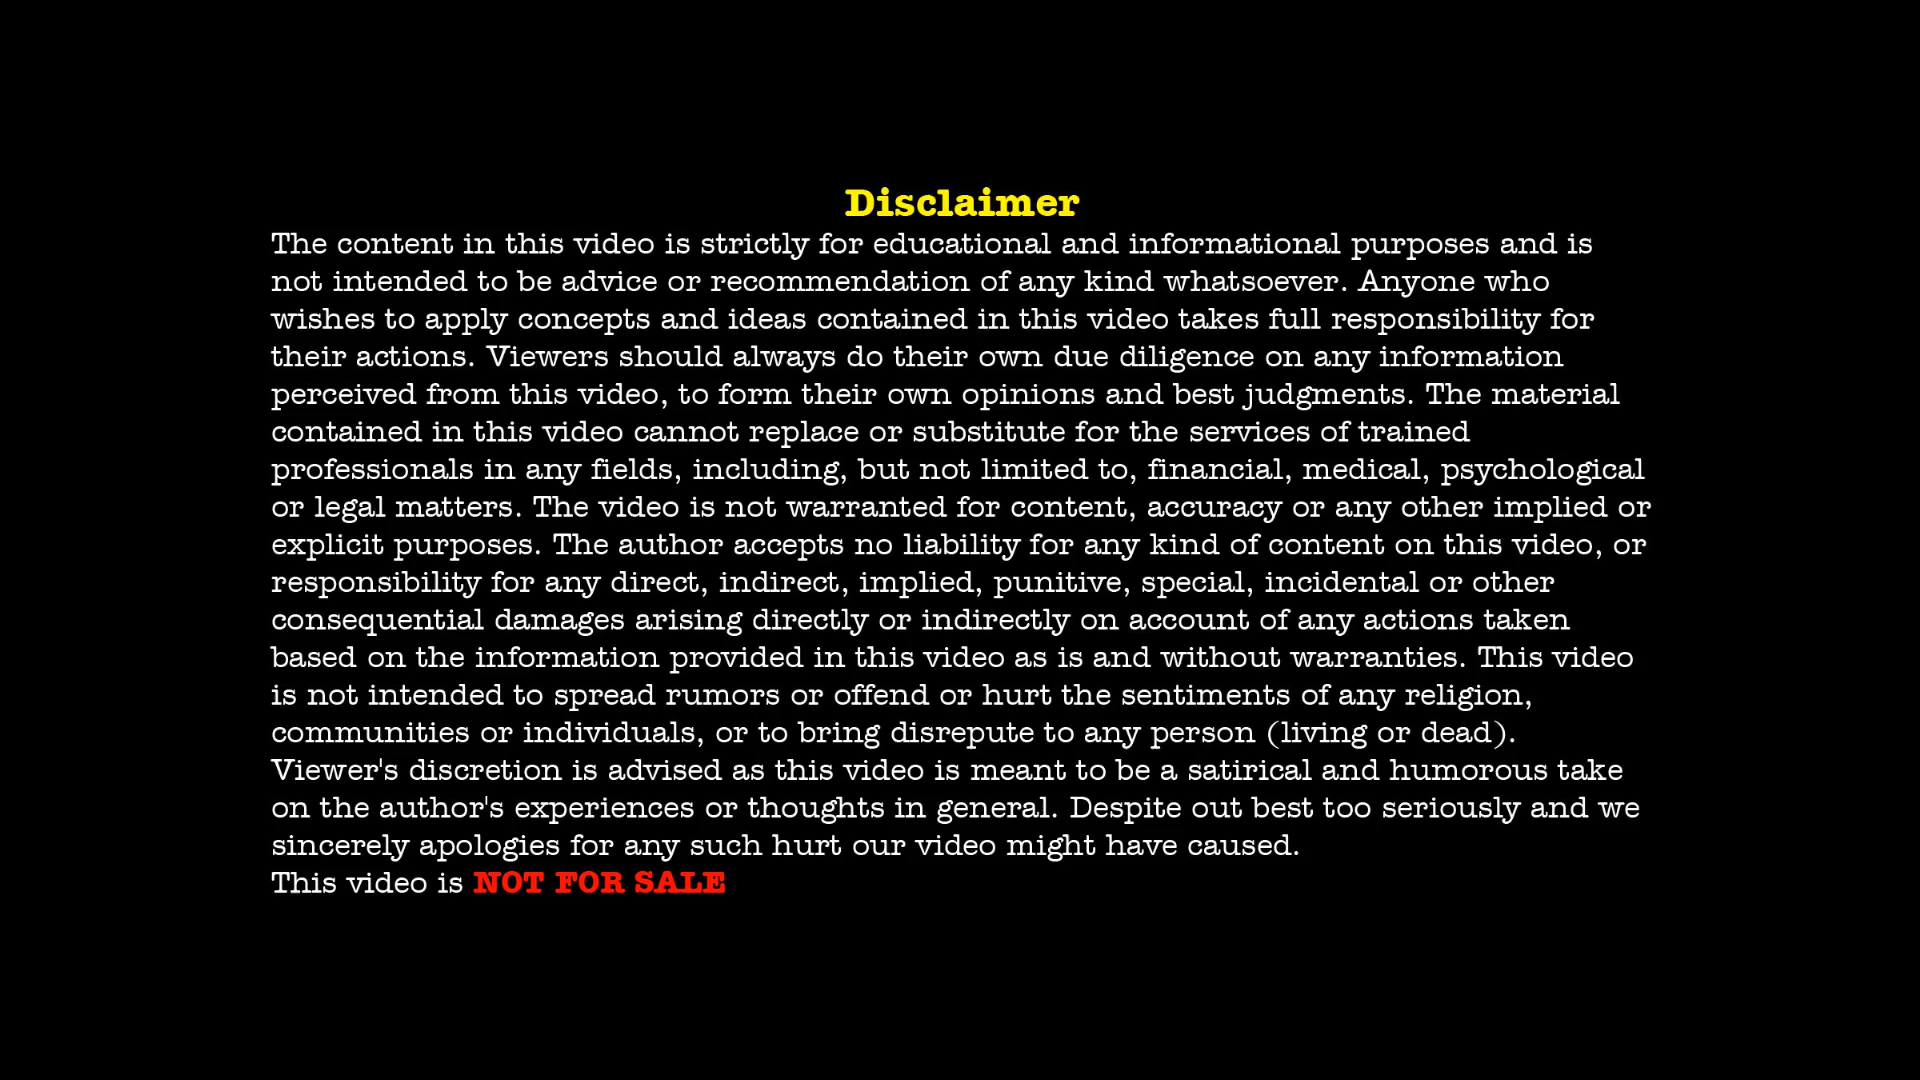 Disclaimer
The content in this video is strictly for educational and informational purposes and is
not intended to be advice or recommendation of any kind whatsoever. Anyone who
wishes to apply concepts and ideas contained in this video takes full responsibility for
their actions. Viewers should always do their own due diligence on any information
perceived from this video, to form their own opinions and best judgments. The material
contained in this video cannot replace or substitute for the services of trained
professionals in any fields, including, but not limited to, financial, medical, psychological
or legal matters. The video is not warranted for content, accuracy or any other implied or
explicit purposes. The author accepts no liability for any kind of content on this video, or
responsibility for any direct, indirect, implied, punitive, special, incidental or other
consequential damages arising directly or indirectly on account of any actions taken
based on the information provided in this video as is and without warranties. This video
is not intended to spread rumors or offend or hurt the sentiments of any religion,
communities or individuals, or to bring disrepute to any person (living or dead).
Viewer's discretion is advised as this video is meant to be a satirical and humorous take
on the author's experiences or thoughts in general. Despite out best too seriously and we
sincerely apologies for any such hurt our video might have caused.
This video is NOT FOR SALE